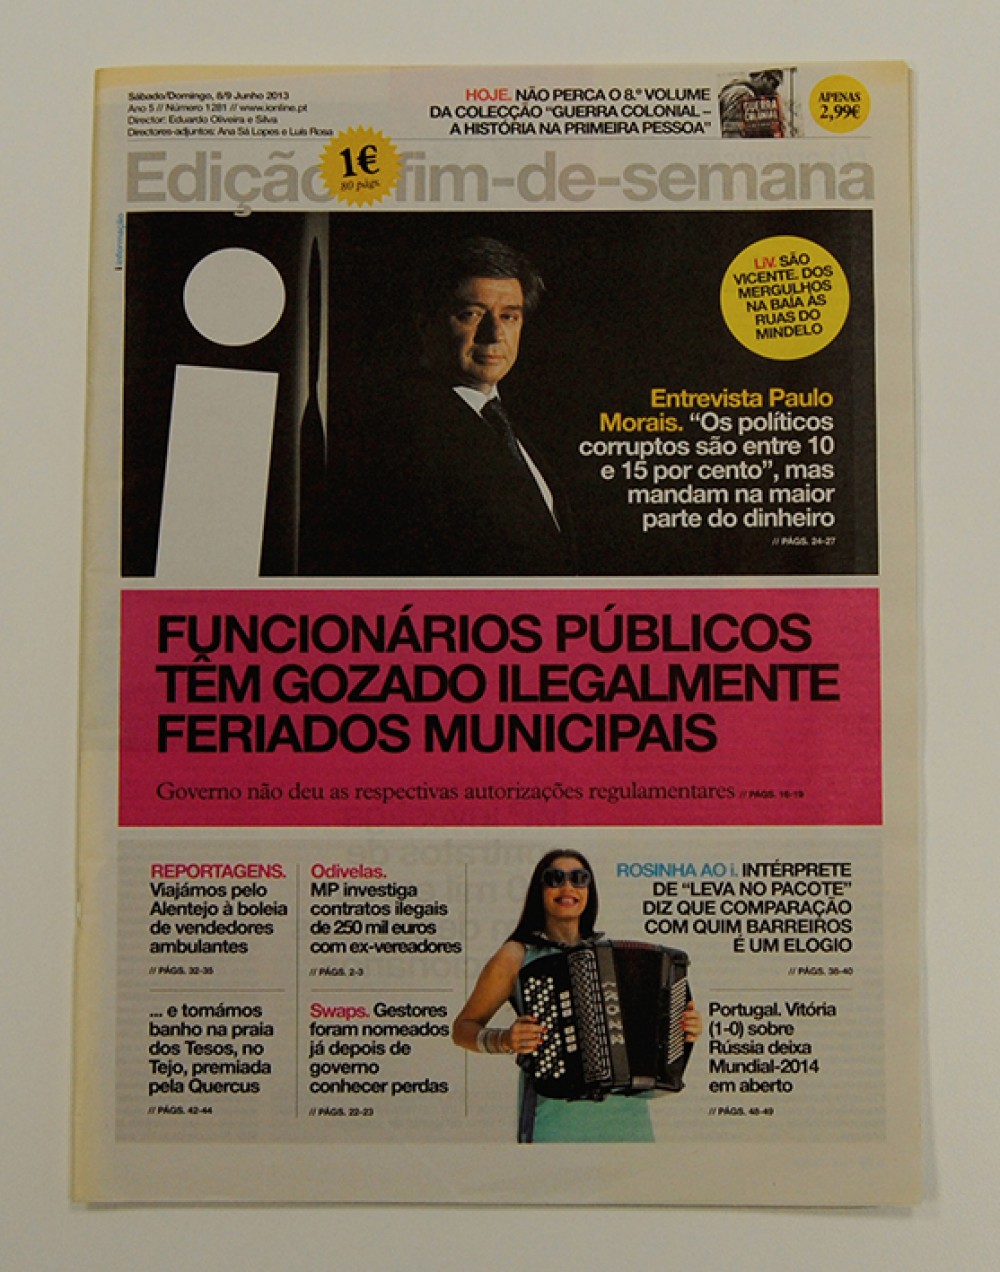 Sábado/Domingo, 8/9 Junho 2013
Ano 5 // Número 1281 // www.ionline.pt
Director: Eduardo Oliveira e Silva
Directores-adjuntos: Ana Sá Lopes e Luís Rosa
HOJE. NÃO PERCA O 8.º VOLUME
DA COLECÇÃO “GUERRA COLONIAL –
A HISTÓRIA NA PRIMEIRA PESSOA”
GUERRA
COLONIAL
APENAS
2,99€
Edição fim-de-semana
1€
80 págs.
i informação
i
LiV. SÃO
VICENTE. DOS
MERGULHOS
NA BAÍA ÀS
RUAS DO
MINDELO
Entrevista Paulo
Morais. “Os políticos
corruptos são entre 10
e 15 por cento”, mas
mandam na maior
parte do dinheiro
// PÁGS. 24-27
FUNCIONÁRIOS PÚBLICOS
TÊM GOZADO ILEGALMENTE
FERIADOS MUNICIPAIS
Governo não deu as respectivas autorizações regulamentares // PÁGS. 16-19
REPORTAGENS.
Viajámos pelo
Alentejo à boleia
de vendedores
ambulantes
// PÁGS. 32-35
... e tomámos
banho na praia
dos Tesos, no
Tejo, premiada
pela Quercus
// PÁGS. 42-44
Odivelas.
MP investiga
contratos ilegais
de 250 mil euros
com ex-vereadores
// PÁGS. 2-3
Swaps. Gestores
foram nomeados
já depois de
governo
conhecer perdas
// PÁGS. 22-23
ROSINHA AO i. INTÉRPRETE
DE “LEVA NO PACOTE”
DIZ QUE COMPARAÇÃO
COM QUIM BARREIROS
É UM ELOGIO
// PÁGS. 38-40
Portugal. Vitória
(1-0) sobre
Rússia deixa
Mundial-2014
em aberto
// PÁGS. 48-49